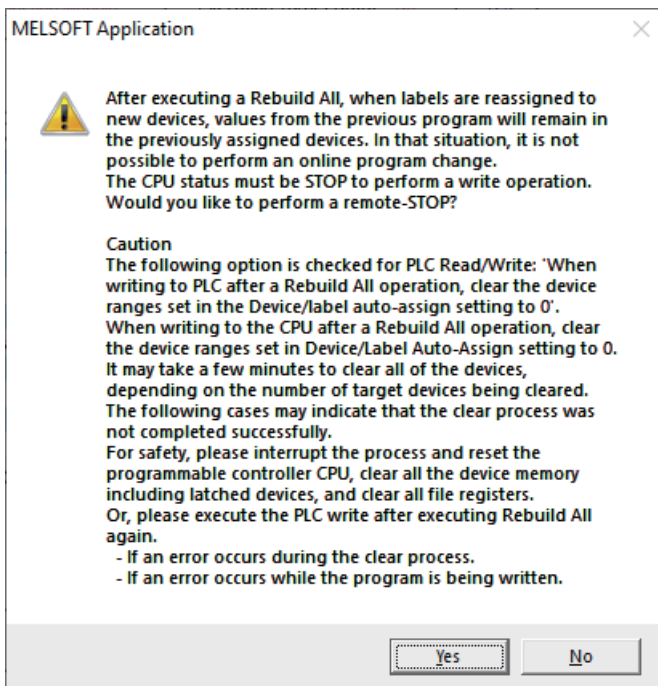 MELSOFT Application
After executing a Rebuild All, when labels are reassigned to
new devices, values from the previous program will remain in
the previously assigned devices. In that situation, it is not
possible to perform an online program change.
The CPU status must be STOP to perform a write operation.
Would you like to perform a remote-STOP?
Caution
The following option is checked for PLC Read/Write: 'When
writing to PLC after a Rebuild All operation, clear the device
ranges set in the Device/label auto-assign setting to 0'.
When writing to the CPU after a Rebuild All operation, clear
the device ranges set in Device/Label Auto-Assign setting to 0.
It may take a few minutes to clear all of the devices,
depending on the number of target devices being cleared.
The following cases may indicate that the clear process was
not completed successfully.
For safety, please interrupt the process and reset the
programmable controller CPU, clear all the device memory
including latched devices, and clear all file registers.
Or, please execute the PLC write after executing Rebuild All
again.
- If an error occurs during the clear process.
- If an error occurs while the program is being written.
Yes
No